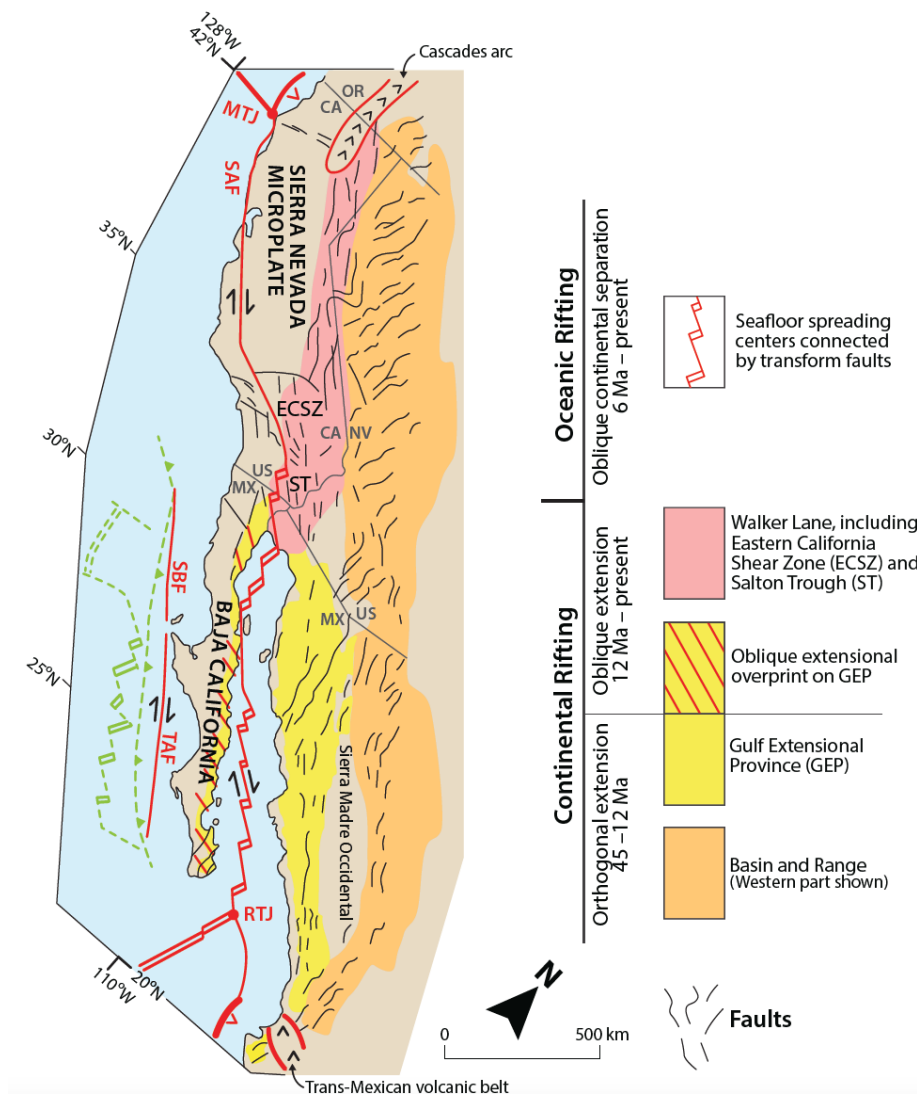 128°W
42°N
Cascades arc
MTJ
OR
CA
SAF
SIERRA NEVADA
MICROPLATE
35°N
ECSZ
CA NV
30°N
US
MX
ST
SBF
MX US
BAJA CALIFORNIA
25°N
TAF
Sierra Madre Occidental
RTJ
20°N
110°W
N
0 500 km
Trans-Mexican volcanic belt
Oceanic Rifting
Oblique continental separation
6 Ma – present
Seafloor spreading
centers connected
by transform faults
Continental Rifting
Oblique extension
12 Ma – present
Walker Lane, including
Eastern California
Shear Zone (ECSZ) and
Salton Trough (ST)
Oblique extensional
overprint on GEP
Orthogonal extension
45 –12 Ma
Gulf Extensional
Province (GEP)
Basin and Range
(Western part shown)
Faults